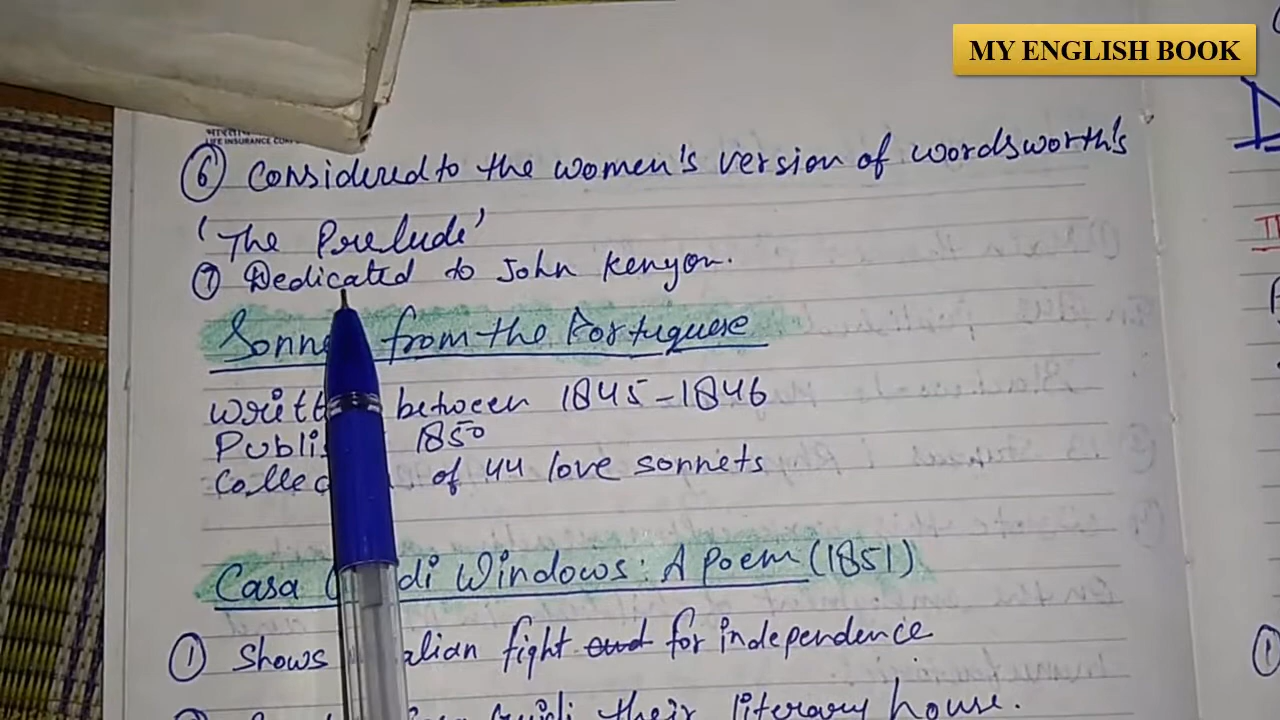 MY ENGLISH BOOK
LIFE INSURANCE
⑥ Considered to the women's version of wordsworth's
'The Prelude'
⑦ Dedicated to John Kenyon.
from the Portuguese
between 1845-1846
1850
of 44 love sonnets
Casa Windows: A Poem (1851)
① Shows fight and for independence
their literary house.